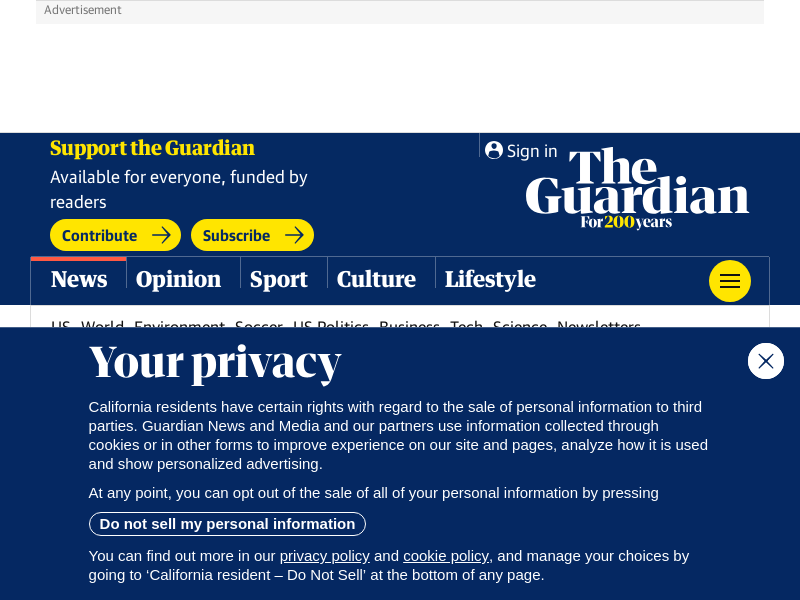 Advertisement
Support the Guardian
Available for everyone, funded by
readers
Contribute
Subscribe
Sign in
The
Guardian
For 200 years
News
Opinion
Sport
Culture
Lifestyle
US World Environment Soccer US Politics Business Tech Science Newsletters
Your privacy
California residents have certain rights with regard to the sale of personal information to third
parties. Guardian News and Media and our partners use information collected through
cookies or in other forms to improve experience on our site and pages, analyze how it is used
and show personalized advertising.
At any point, you can opt out of the sale of all of your personal information by pressing
Do not sell my personal information
You can find out more in our privacy policy and cookie policy, and manage your choices by
going to ‘California resident – Do Not Sell’ at the bottom of any page.